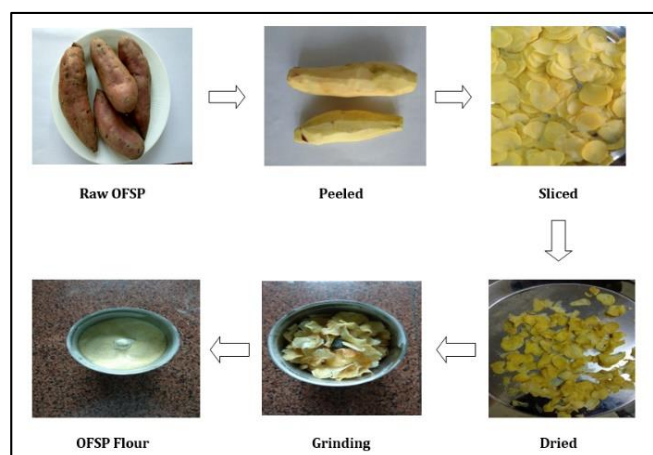 Raw OFSP
Peeled
Sliced
OFSP Flour
Grinding
Dried